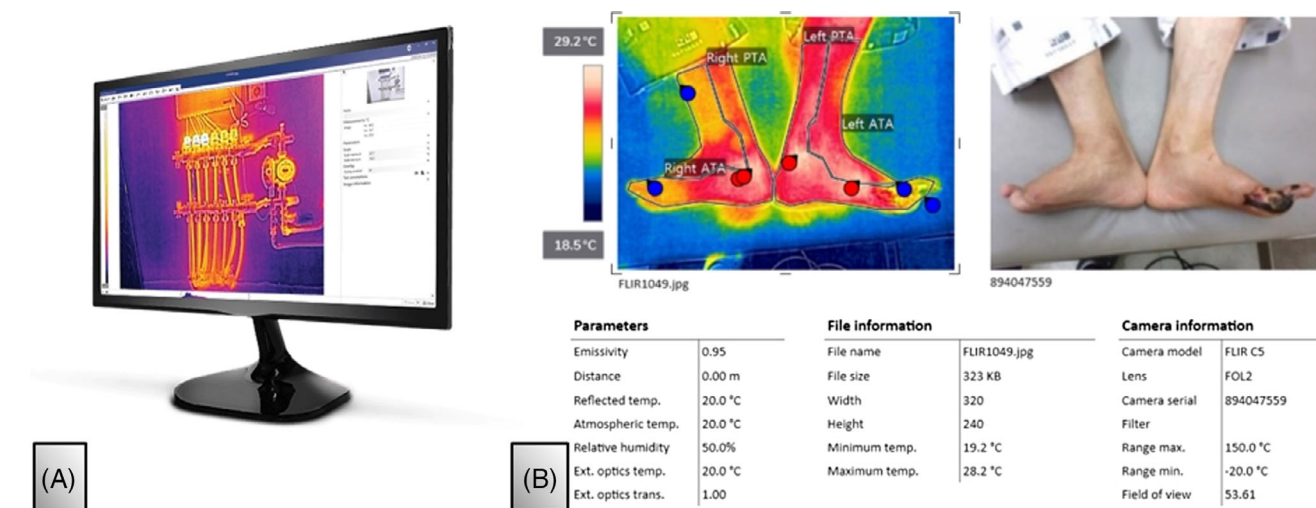 (A)
29.2°C
18.5°C
Left PTA
Right PTA
Left ATA
Right ATA
FLIR1049.jpg
894047559
Parameters
Emissivity 0.95
Distance 0.00 m
Reflected temp. 20.0 °C
Atmospheric temp. 20.0 °C
Relative humidity 50.0%
Ext. optics temp. 20.0 °C
Ext. optics trans. 1.00
File information
File name FLIR1049.jpg
File size 323 KB
Width 320
Height 240
Minimum temp. 19.2 °C
Maximum temp. 28.2 °C
Camera information
Camera model FLIR C5
Lens FOL2
Camera serial 894047559
Filter
Range max. 150.0 °C
Range min. -20.0 °C
Field of view 53.61
(B)